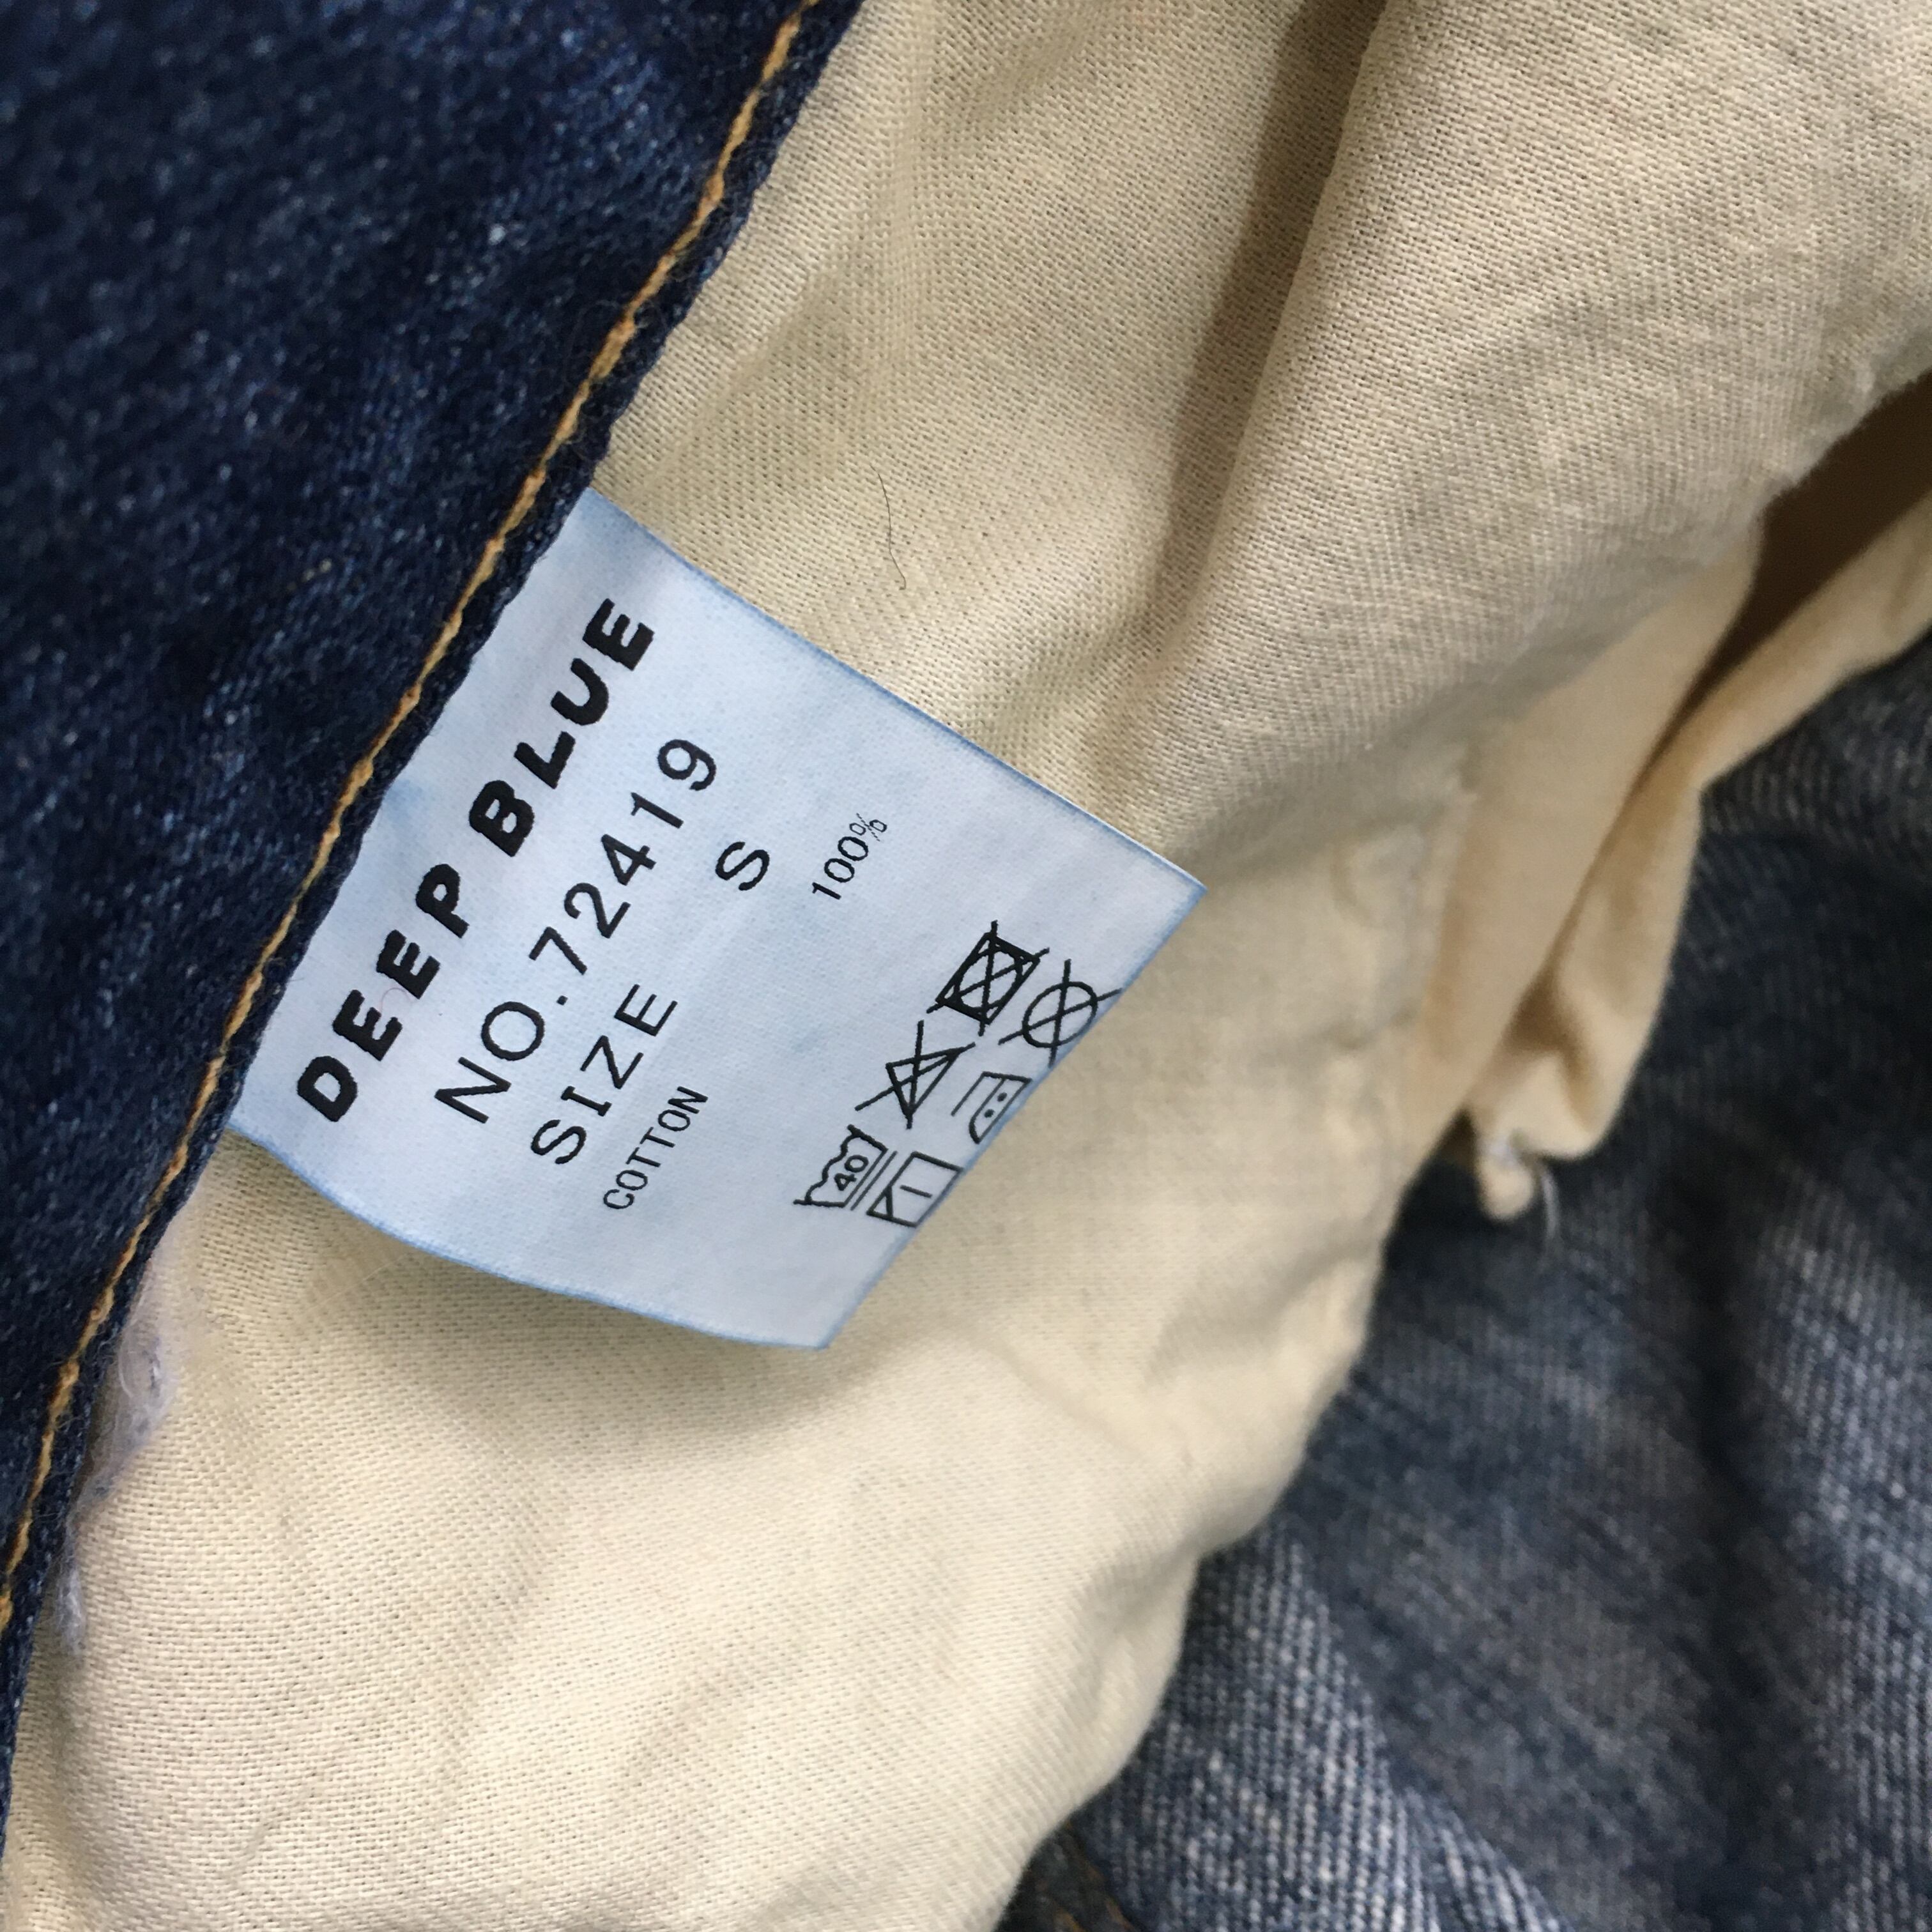 DEEP BLUE
NO.72419
SIZE S
COTTON 100%
40